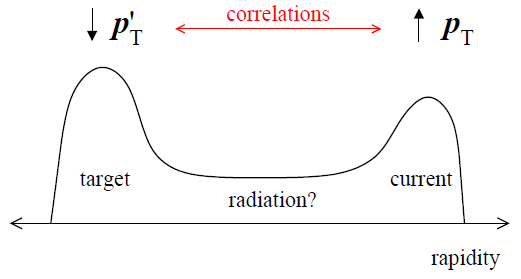 correlations
p'T
pT
target
radiation?
current
rapidity